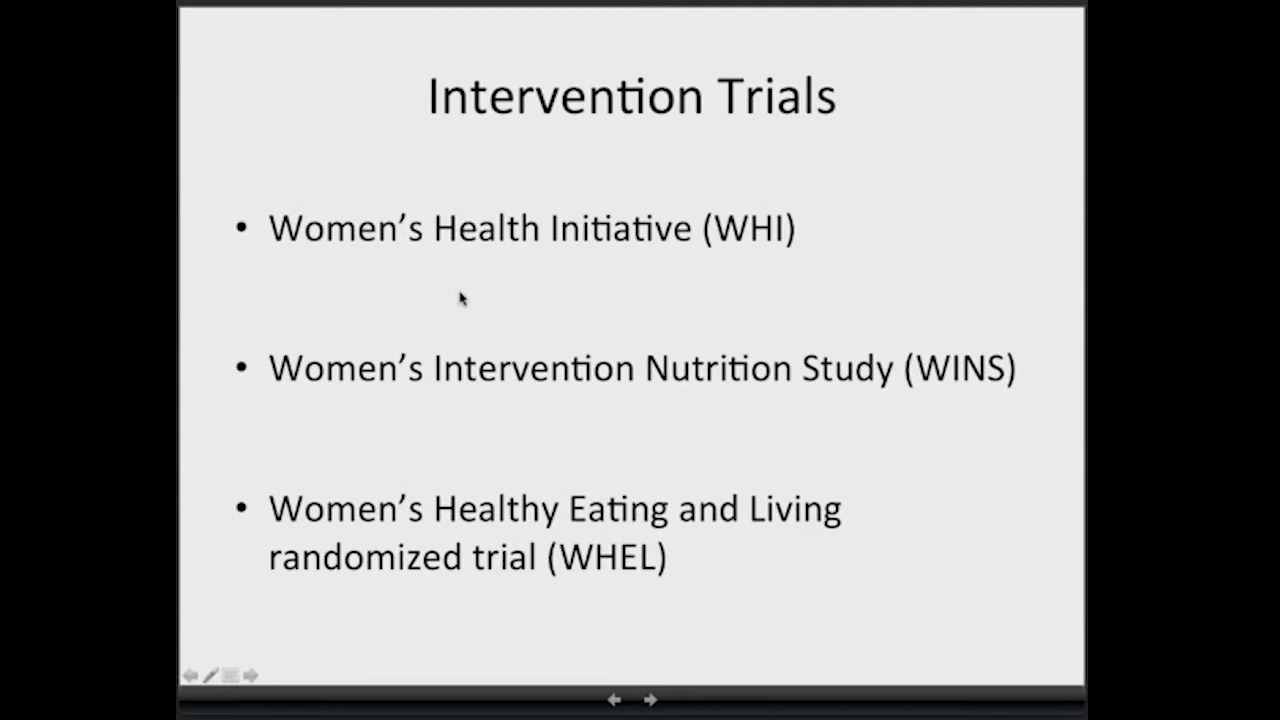 Intervention Trials
• Women’s Health Initiative (WHI)
• Women’s Intervention Nutrition Study (WINS)
• Women’s Healthy Eating and Living
randomized trial (WHEL)